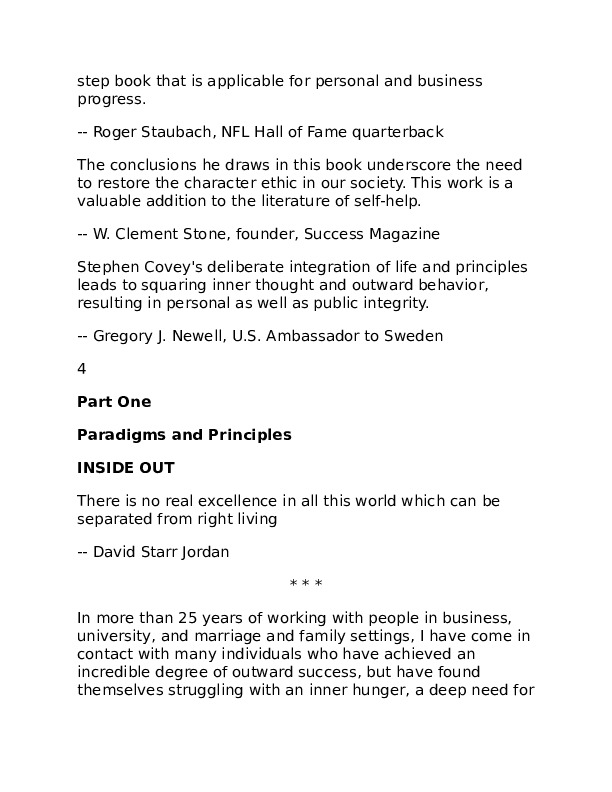 step book that is applicable for personal and business
progress.
-- Roger Staubach, NFL Hall of Fame quarterback
The conclusions he draws in this book underscore the need
to restore the character ethic in our society. This work is a
valuable addition to the literature of self-help.
-- W. Clement Stone, founder, Success Magazine
Stephen Covey's deliberate integration of life and principles
leads to squaring inner thought and outward behavior,
resulting in personal as well as public integrity.
-- Gregory J. Newell, U.S. Ambassador to Sweden
4
Part One
Paradigms and Principles
INSIDE OUT
There is no real excellence in all this world which can be
separated from right living
-- David Starr Jordan
* * *
In more than 25 years of working with people in business,
university, and marriage and family settings, I have come in
contact with many individuals who have achieved an
incredible degree of outward success, but have found
themselves struggling with an inner hunger, a deep need for